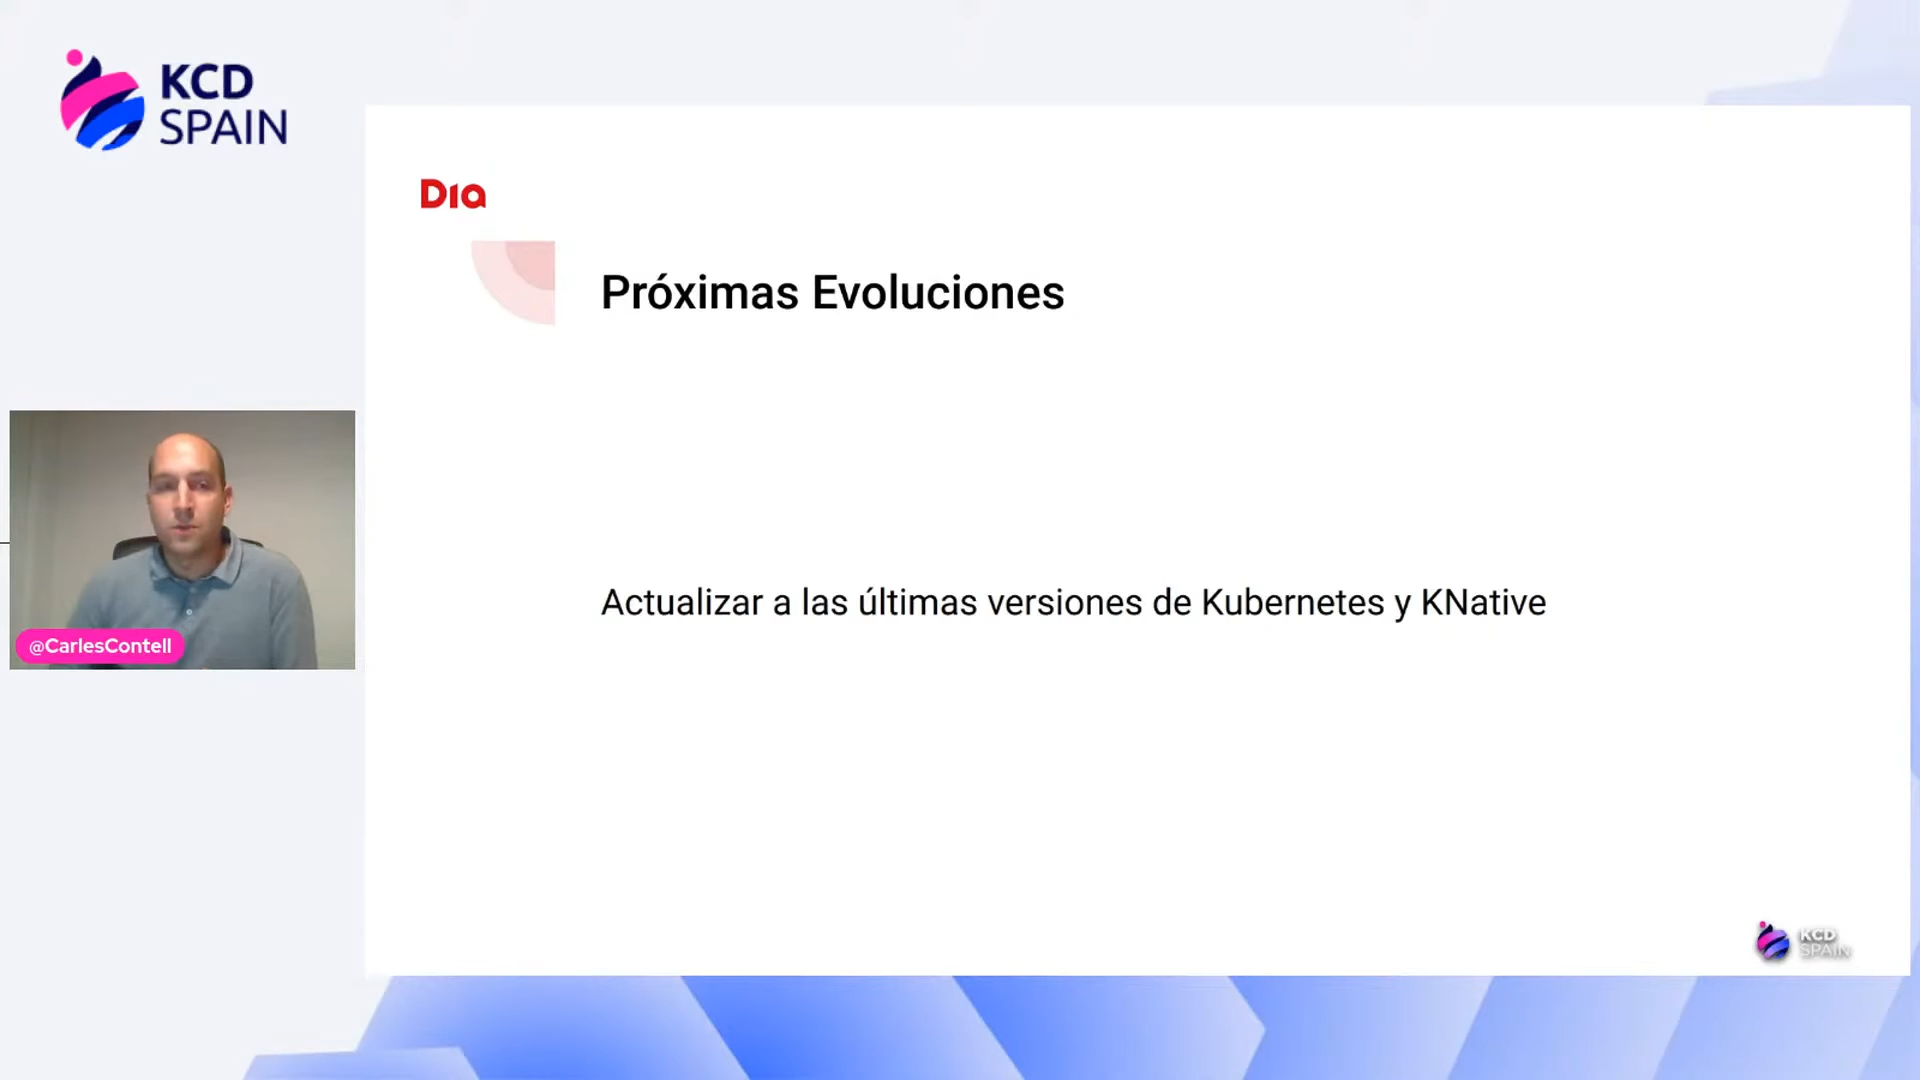 KCD
SPAIN
Dia
Próximas Evoluciones
Actualizar a las últimas versiones de Kubernetes y KNative
@CarlesContell
KCD
SPAIN